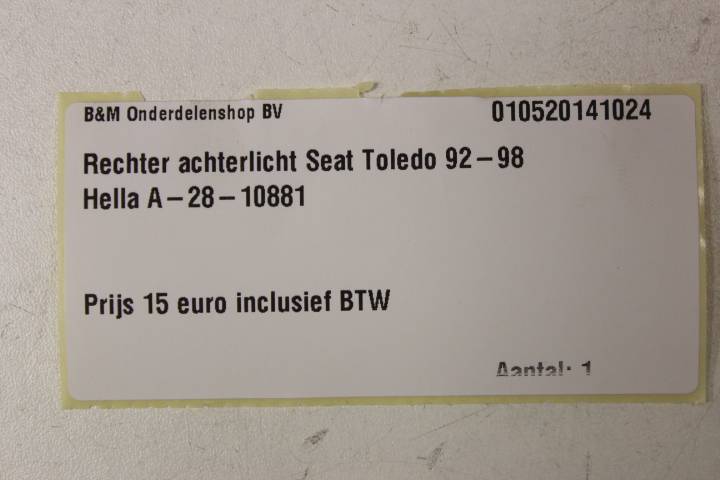 B&M Onderdelenshop BV 010520141024
Rechter achterlicht Seat Toledo 92-98
Hella A-28-10881
Prijs 15 euro inclusief BTW
Aantal: 1